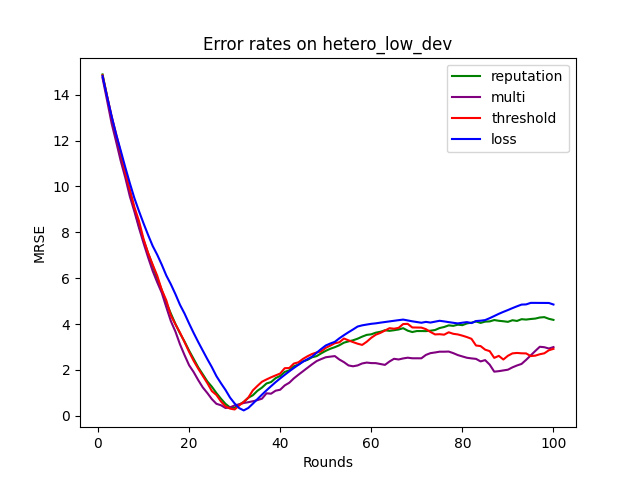 Error rates on hetero_low_dev
reputation
multi
threshold
loss
MRSE
14
12
10
8
6
4
2
0
0 20 40 60 80 100
Rounds